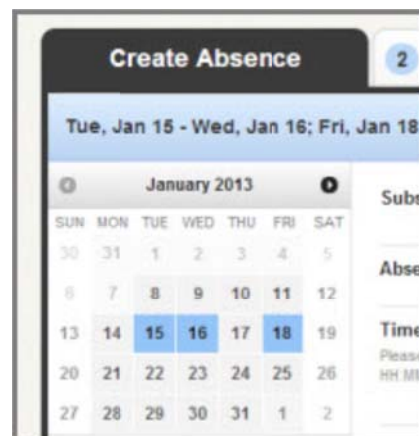 Create Absence
2
Tue, Jan 15 - Wed, Jan 16; Fri, Jan 18
January 2013
SUN MON TUE WED THU FRI SAT
30 31 1 2 3 4 5
6 7 8 9 10 11 12
13 14 15 16 17 18 19
20 21 22 23 24 25 26
27 28 29 30 31 1 2
Subs
Abse
Time
Please
HH:MM